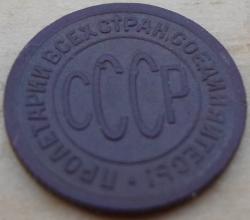 ПРОЛЕТАРИИ ВСЕХ СТРАН, СОЕДИНЯЙТЕСЬ!
СССР